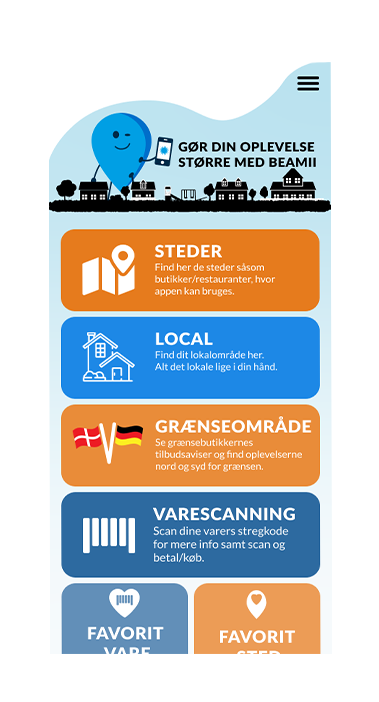 GØR DIN OPLEVELSE
STØRRE MED BEAMII
STEDER
Find her de steder såsom
butikker/restauranter, hvor
appen kan bruges.
LOCAL
Find dit lokalområde her.
Alt det lokale lige i din hånd.
GRÆNSEOMRÅDE
Se grænsebutikkernes
tilbudsaviser og find oplevelserne
nord og syd for grænsen.
VARESCANNING
Scan dine varers stregkode
for mere info samt scan og
betal/køb.
FAVORIT
VARE
FAVORIT
STED